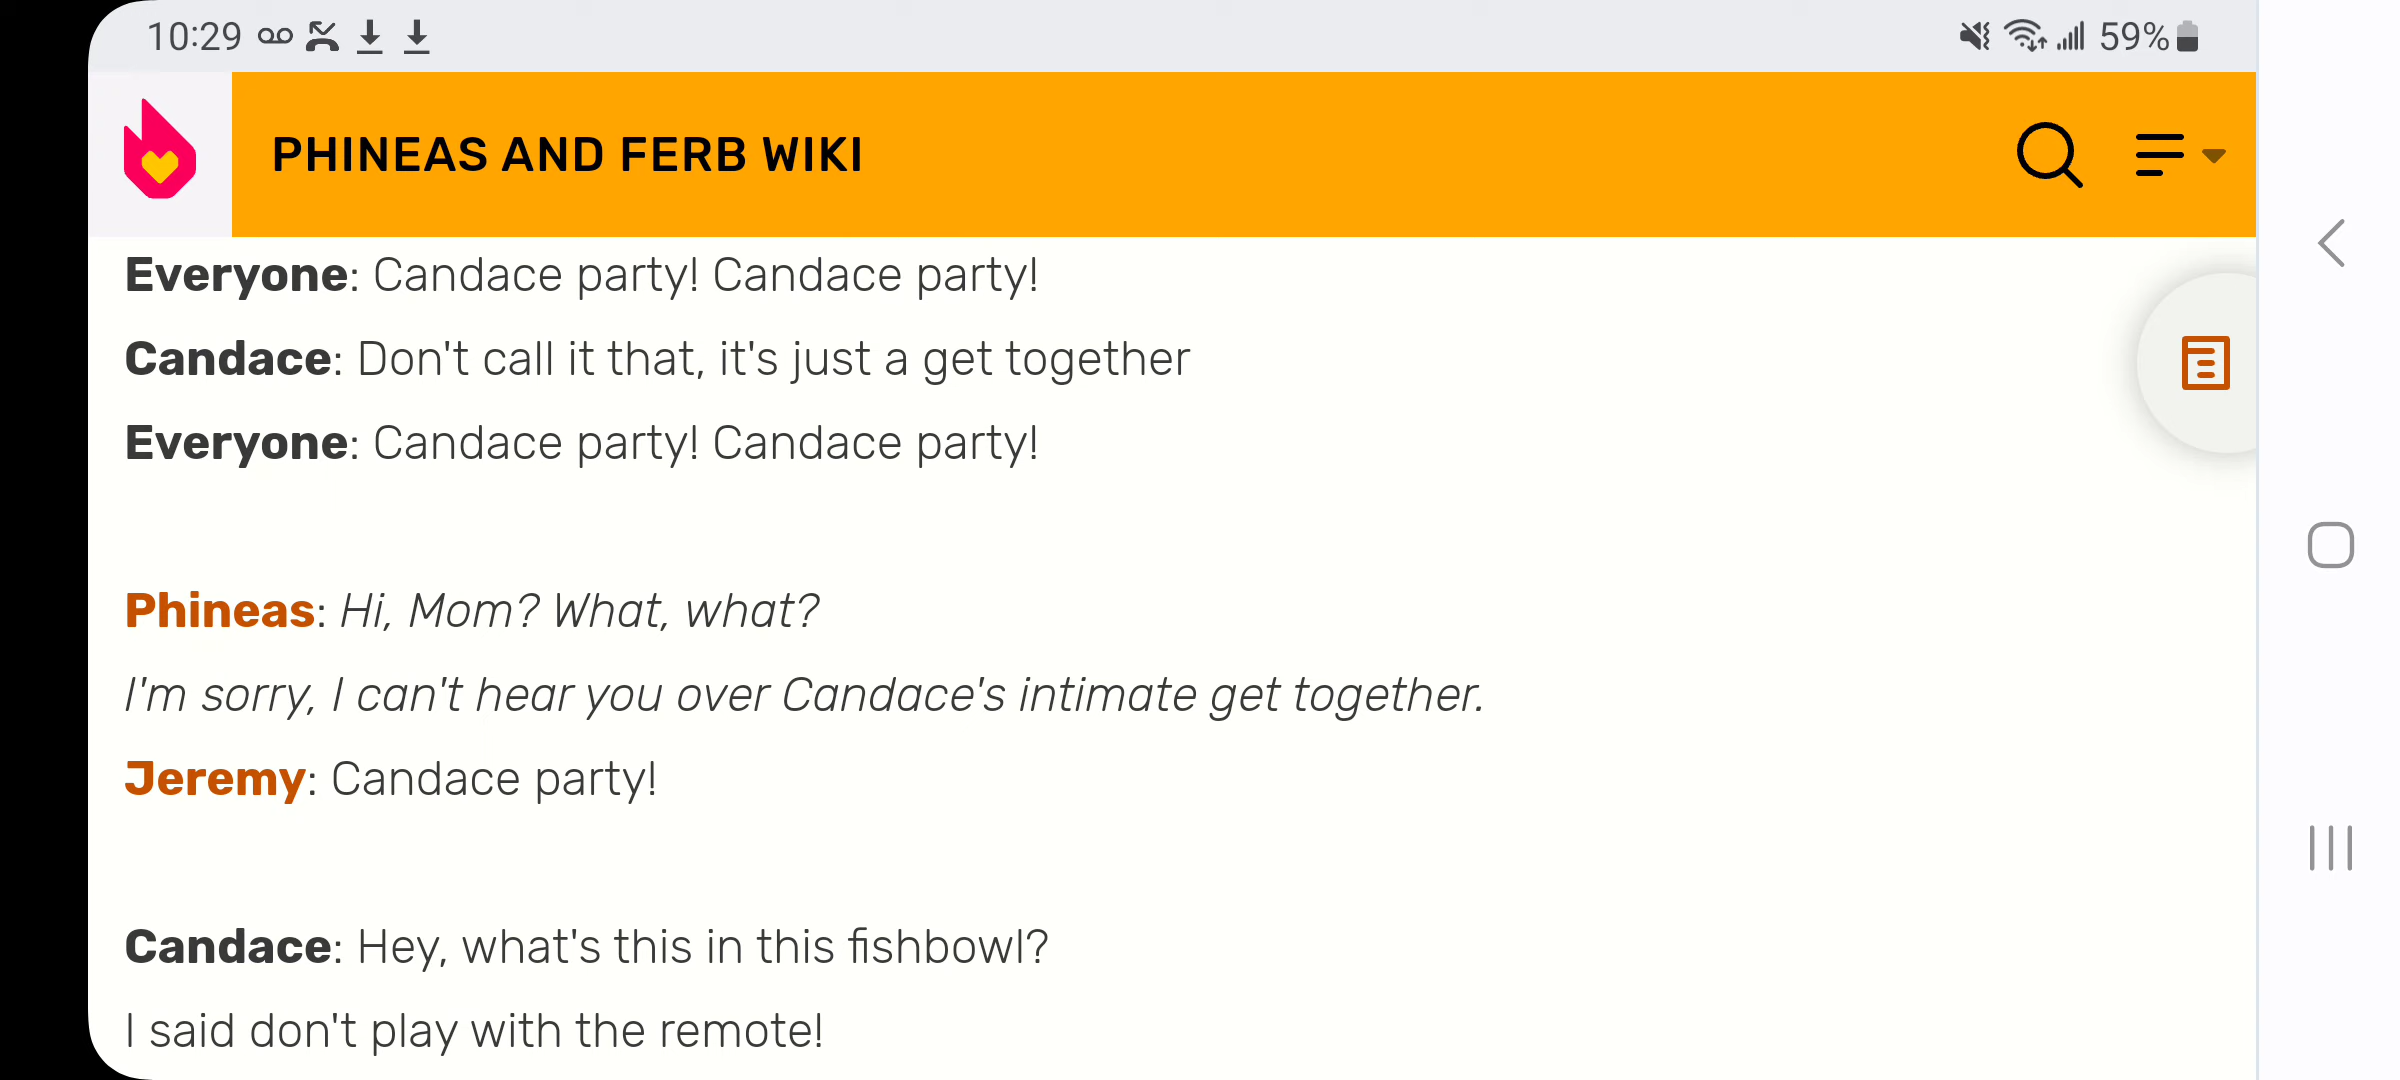 10:29
59%
PHINEAS AND FERB WIKI
Everyone: Candace party! Candace party!
Candace: Don't call it that, it's just a get together
Everyone: Candace party! Candace party!
Phineas: Hi, Mom? What, what?
I'm sorry, I can't hear you over Candace's intimate get together.
Jeremy: Candace party!
Candace: Hey, what's this in this fishbowl?
I said don't play with the remote!